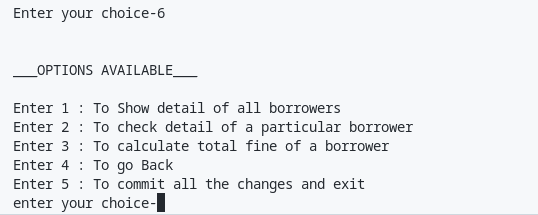 Enter your choice-6
___OPTIONS AVAILABLE___
Enter 1 : To Show detail of all borrowers
Enter 2 : To check detail of a particular borrower
Enter 3 : To calculate total fine of a borrower
Enter 4 : To go Back
Enter 5 : To commit all the changes and exit
enter your choice-